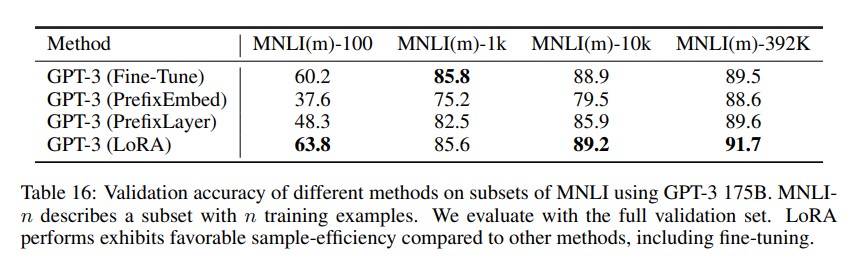 Method MNLI(m)-100 MNLI(m)-1k MNLI(m)-10k MNLI(m)-392K
GPT-3 (Fine-Tune) 60.2 85.8 88.9 89.5
GPT-3 (PrefixEmbed) 37.6 75.2 79.5 88.6
GPT-3 (PrefixLayer) 48.3 82.5 85.9 89.6
GPT-3 (LoRA) 63.8 85.6 89.2 91.7
Table 16: Validation accuracy of different methods on subsets of MNLI using GPT-3 175B. MNLI-
n describes a subset with n training examples. We evaluate with the full validation set. LoRA
performs exhibits favorable sample-efficiency compared to other methods, including fine-tuning.